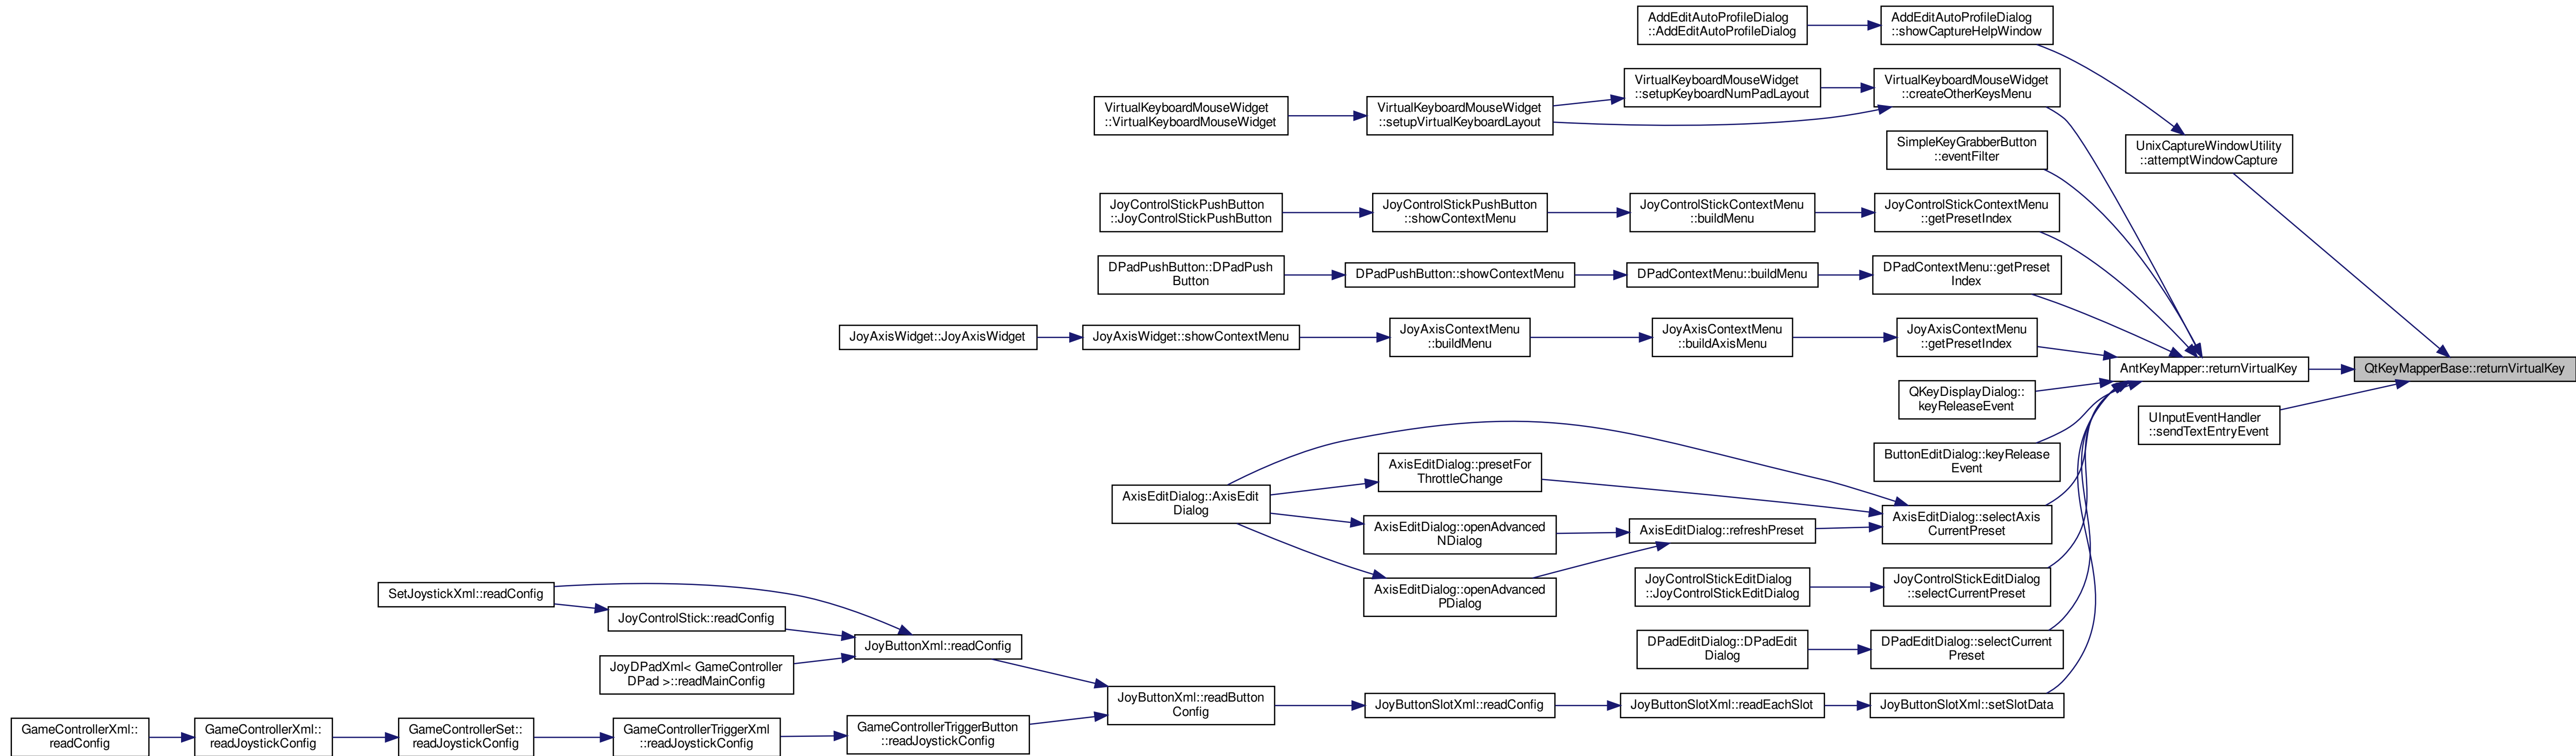 AddEditAutoProfileDialog
::AddEditAutoProfileDialog
AddEditAutoProfileDialog
::showCaptureHelpWindow
VirtualKeyboardMouseWidget
::VirtualKeyboardMouseWidget
VirtualKeyboardMouseWidget
::setupVirtualKeyboardLayout
VirtualKeyboardMouseWidget
::setupKeyboardNumPadLayout
VirtualKeyboardMouseWidget
::createOtherKeysMenu
SimpleKeyGrabberButton
::eventFilter
UnixCaptureWindowUtility
::attemptWindowCapture
JoyControlStickPushButton
::JoyControlStickPushButton
JoyControlStickPushButton
::showContextMenu
JoyControlStickContextMenu
::buildMenu
JoyControlStickContextMenu
::getPresetIndex
DPadPushButton::DPadPush
Button
DPadPushButton::showContextMenu
DPadContextMenu::buildMenu
DPadContextMenu::getPreset
Index
JoyAxisWidget::JoyAxisWidget
JoyAxisWidget::showContextMenu
JoyAxisContextMenu
::buildMenu
JoyAxisContextMenu
::buildAxisMenu
JoyAxisContextMenu
::getPresetIndex
AntKeyMapper::returnVirtualKey
QtKeyMapperBase::returnVirtualKey
QKeyDisplayDialog::
keyReleaseEvent
UInputEventHandler
::sendTextEntryEvent
ButtonEditDialog::keyRelease
Event
AxisEditDialog::AxisEdit
Dialog
AxisEditDialog::presetFor
ThrottleChange
AxisEditDialog::openAdvanced
NDialog
AxisEditDialog::refreshPreset
AxisEditDialog::selectAxis
CurrentPreset
AxisEditDialog::openAdvanced
PDialog
JoyControlStickEditDialog
::JoyControlStickEditDialog
JoyControlStickEditDialog
::selectCurrentPreset
DPadEditDialog::DPadEdit
Dialog
DPadEditDialog::selectCurrent
Preset
SetJoystickXml::readConfig
JoyControlStick::readConfig
JoyButtonXml::readConfig
JoyDPadXml< GameController
DPad >::readMainConfig
JoyButtonXml::readButton
Config
JoyButtonSlotXml::readConfig
JoyButtonSlotXml::readEachSlot
JoyButtonSlotXml::setSlotData
GameControllerXml::
readConfig
GameControllerXml::
readJoystickConfig
GameControllerSet::
readJoystickConfig
GameControllerTriggerXml
::readJoystickConfig
GameControllerTriggerButton
::readJoystickConfig